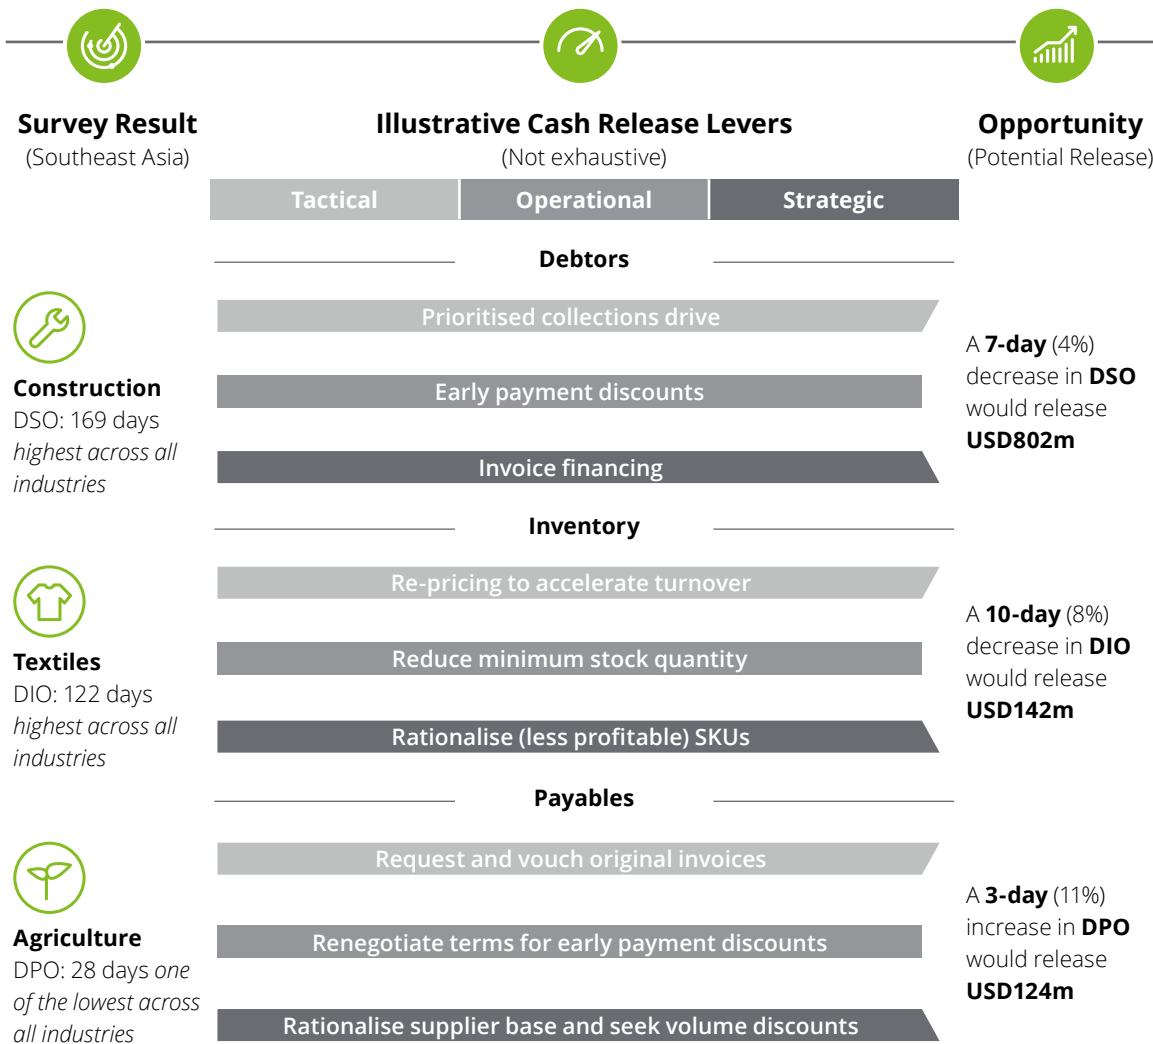 Survey Result
(Southeast Asia)
Illustrative Cash Release Levers
(Not exhaustive)
Opportunity
(Potential Release)
Tactical
Operational
Strategic
Debtors
Construction
DSO: 169 days
highest across all
industries
Prioritised collections drive
Early payment discounts
Invoice financing
A 7-day (4%)
decrease in DSO
would release
USD802m
Inventory
Textiles
DIO: 122 days
highest across all
industries
Re-pricing to accelerate turnover
Reduce minimum stock quantity
Rationalise (less profitable) SKUs
A 10-day (8%)
decrease in DIO
would release
USD142m
Payables
Agriculture
DPO: 28 days one
of the lowest across
all industries
Request and vouch original invoices
Renegotiate terms for early payment discounts
Rationalise supplier base and seek volume discounts
A 3-day (11%)
increase in DPO
would release
USD124m